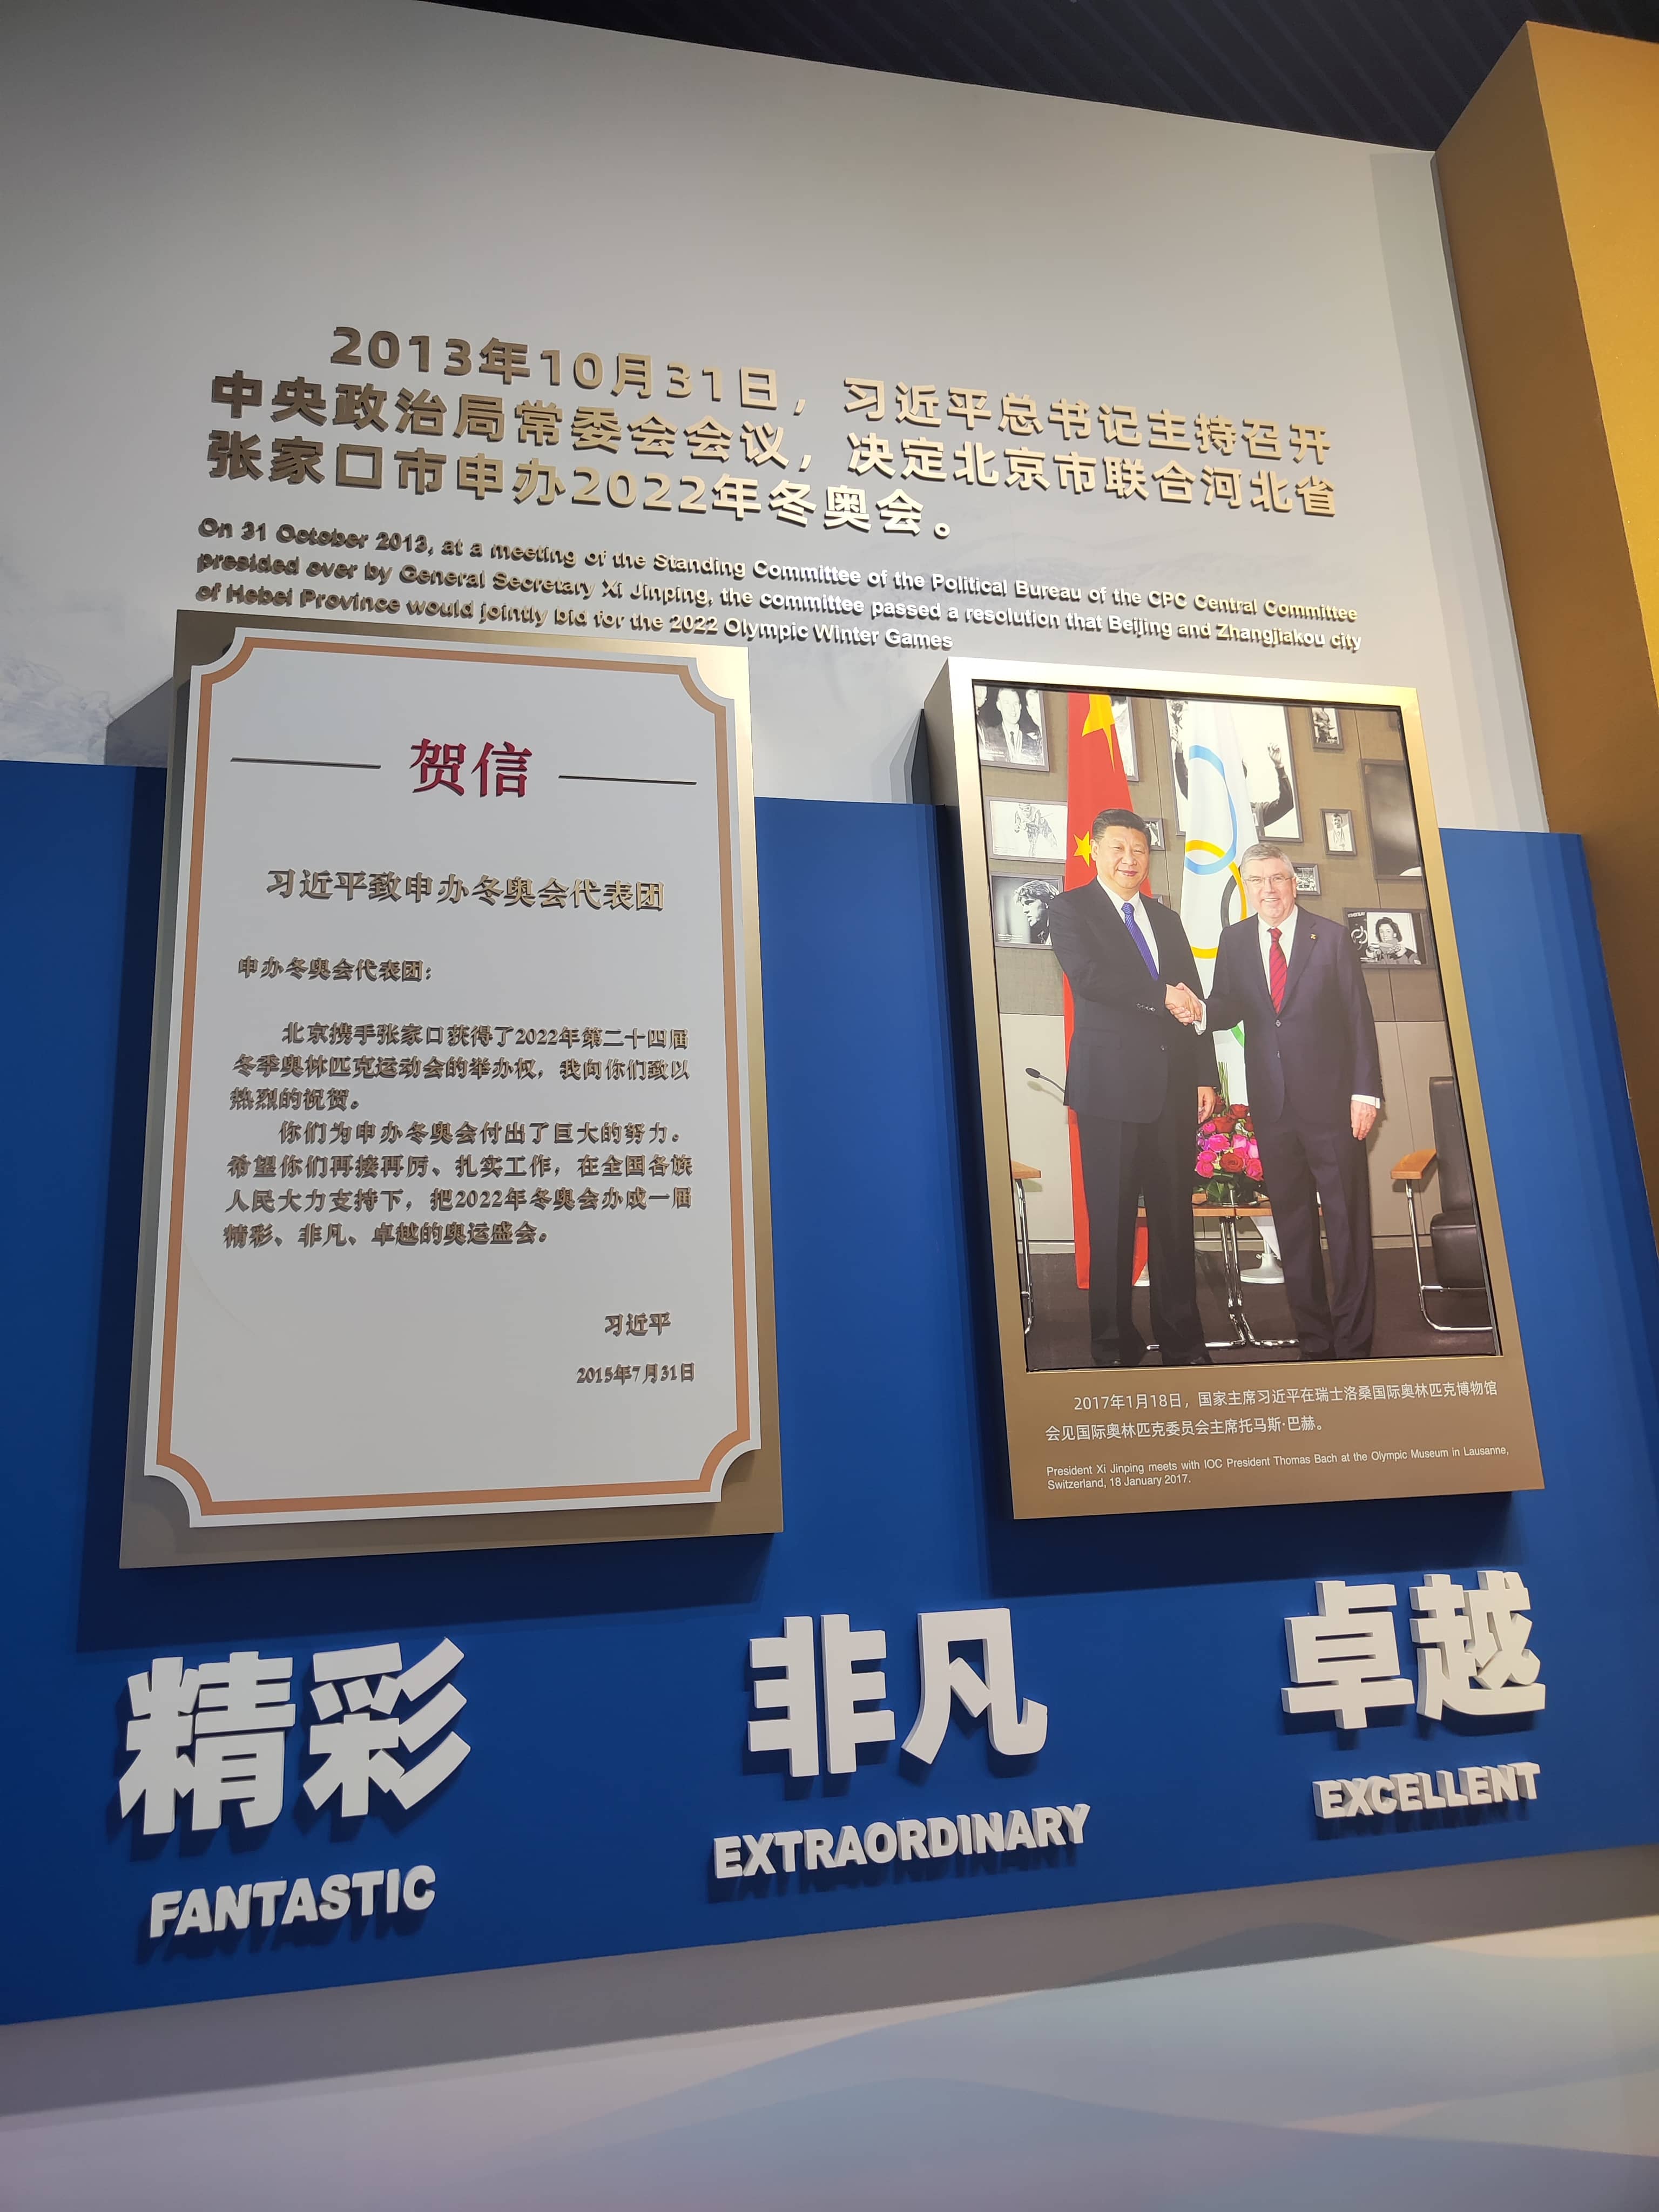 2013年10月31日，习近平总书记主持召开
中央政治局常委会会议，决定北京市联合河北省
张家口市申办2022年冬奥会。
On 31 October 2013, at a meeting of the Standing Committee of the Political Bureau of the CPC Central Committee
presided over by General Secretary Xi Jinping, the committee passed a resolution that Beijing and Zhangjiakou city
of Hebei Province would jointly bid for the 2022 Olympic Winter Games
贺信
习近平致申办冬奥会代表团
申办冬奥会代表团：
北京携手张家口获得了2022年第二十四届
冬季奥林匹克运动会的举办权，我向你们致以
热烈的祝贺。
你们为申办冬奥会付出了巨大的努力。
希望你们再接再厉、扎实工作，在全国各族
人民大力支持下，把2022年冬奥会办成一届
精彩、非凡、卓越的奥运盛会。
习近平
2015年7月31日
2017年1月18日，国家主席习近平在瑞士洛桑国际奥林匹克博物馆
会见国际奥林匹克委员会主席托马斯·巴赫。
President Xi Jinping meets with IOC President Thomas Bach at the Olympic Museum in Lausanne,
Switzerland, 18 January 2017.
精彩
FANTASTIC
非凡
EXTRAORDINARY
卓越
EXCELLENT